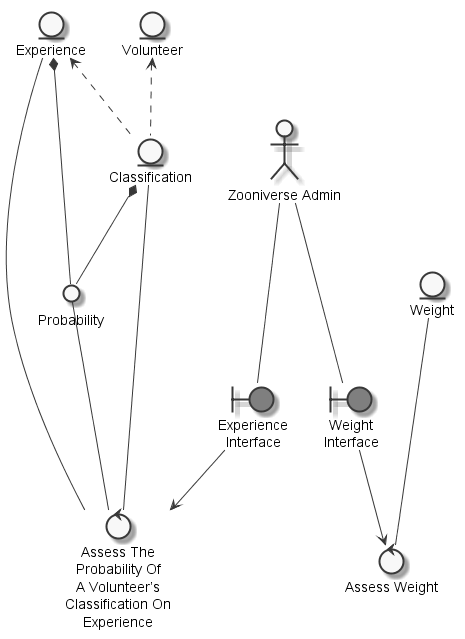 Experience
Volunteer
Classification
Zooniverse Admin
Probability
Weight
Experience
Interface
Weight
Interface
Assess The
Probability Of
A Volunteer's
Classification On
Experience
Assess Weight